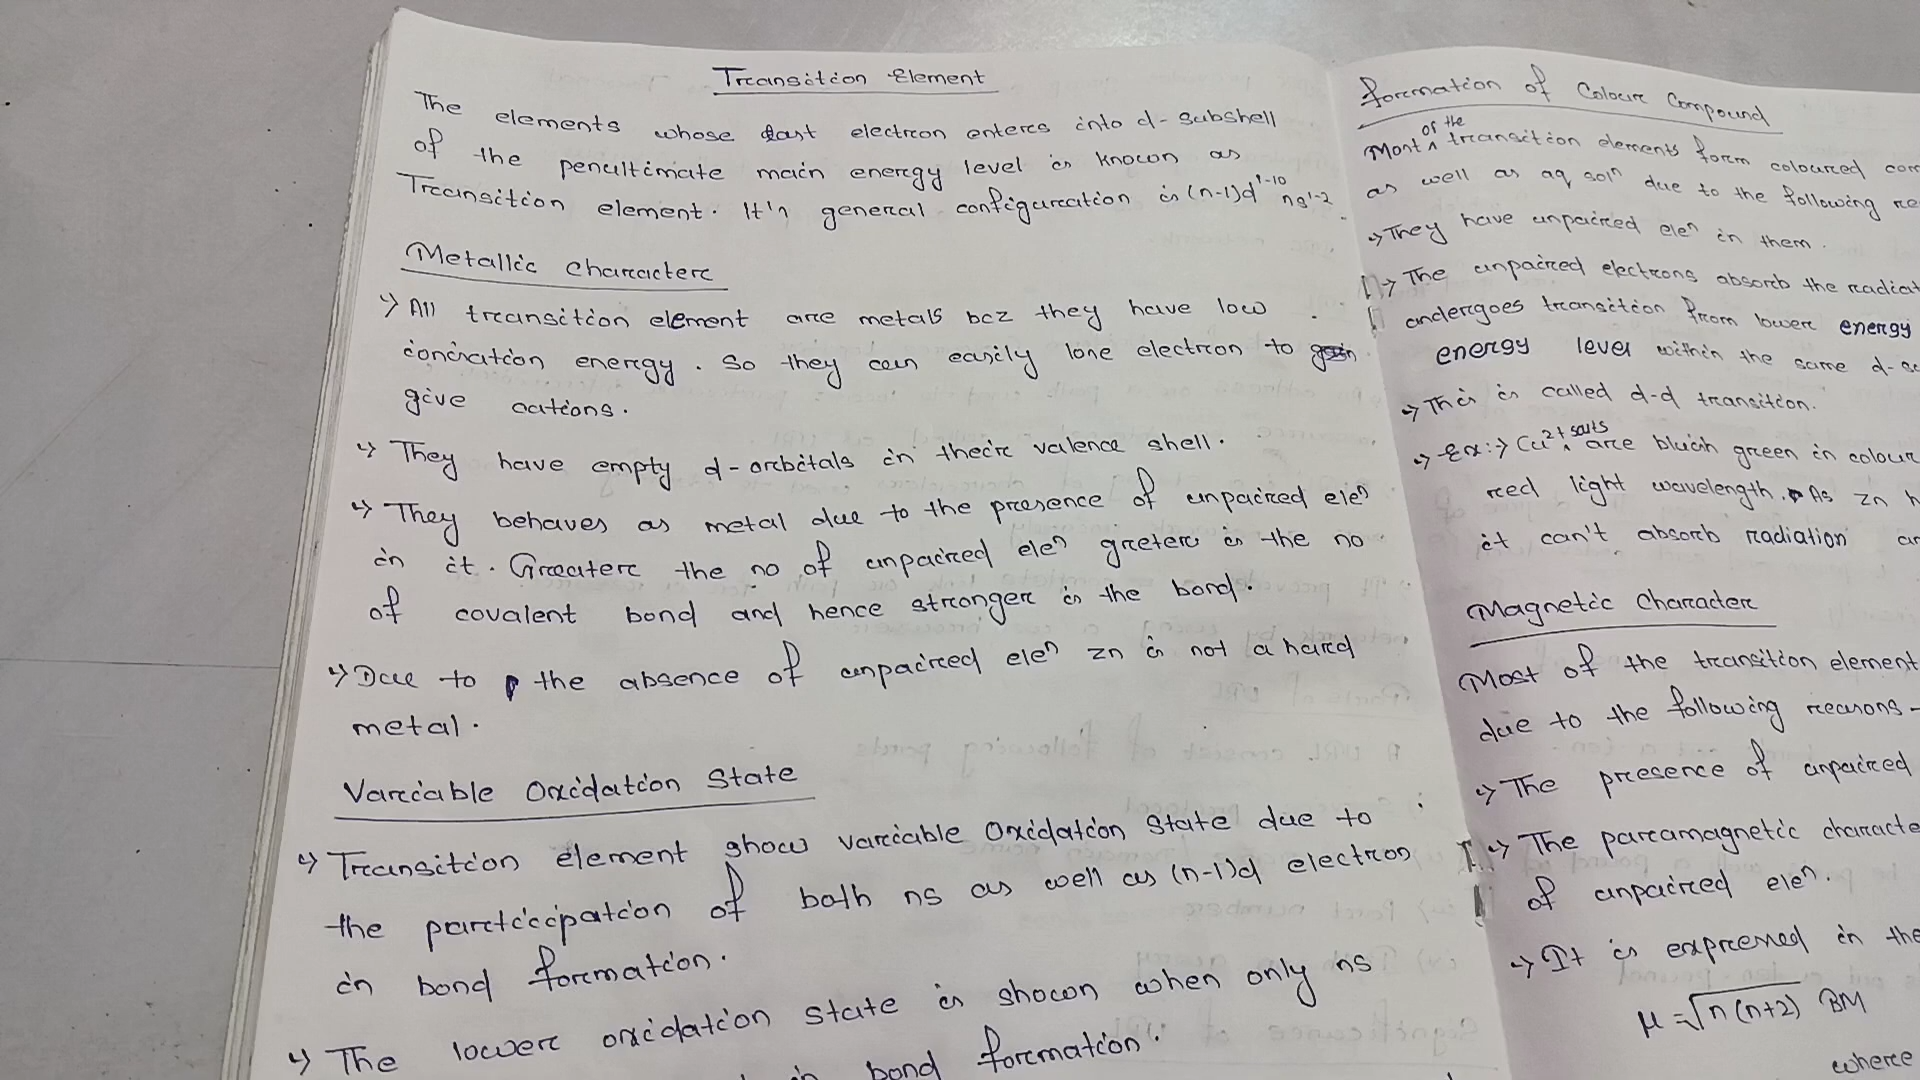 Transition Element
The elements whose last electron enters into d-subshell
of the penultimate main energy level is known as
Transition element. It's general configuration is (n-1)d¹⁻¹⁰ ns¹⁻²
Metallic character
→ All transition element are metals bcz they have low
ionisation energy. So they can easily lose electron to
give cations.
→ They have empty d-orbitals in their valence shell.
→ They behaves as metal due to the presence of unpaired eleⁿ
in it. Greater the no of unpaired eleⁿ greter is the no
of covalent bond and hence stronger is the bond.
→ Due to the absence of unpaired eleⁿ Zn is not a hard
metal.
Variable Oxidation State
→ Transition element show variable Oxidation State due to
the participation of both ns as well as (n-1)d electron
in bond formation.
→ The lower oxidation state is shown when only ns
in bond formation.
Formation of Colour Compound
Most of the transition elements form coloured
as well as aq solⁿ due to the following
→ They have unpaired eleⁿ in them.
→ The unpaired electrons absorb the
undergoes transition from lower energy
energy level within the same d-
→ This is called d-d transition.
→ Ex:→ Cu²⁺ salts are bluish green in colour
red light wavelength. As Zn
it can't absorb radiation
Magnetic Character
Most of the transition element
due to the following reasons-
→ The presence of unpaired
→ The paramagnetic
of unpaired eleⁿ.
→ It is expressed in the
μ = √n(n+2) BM
where